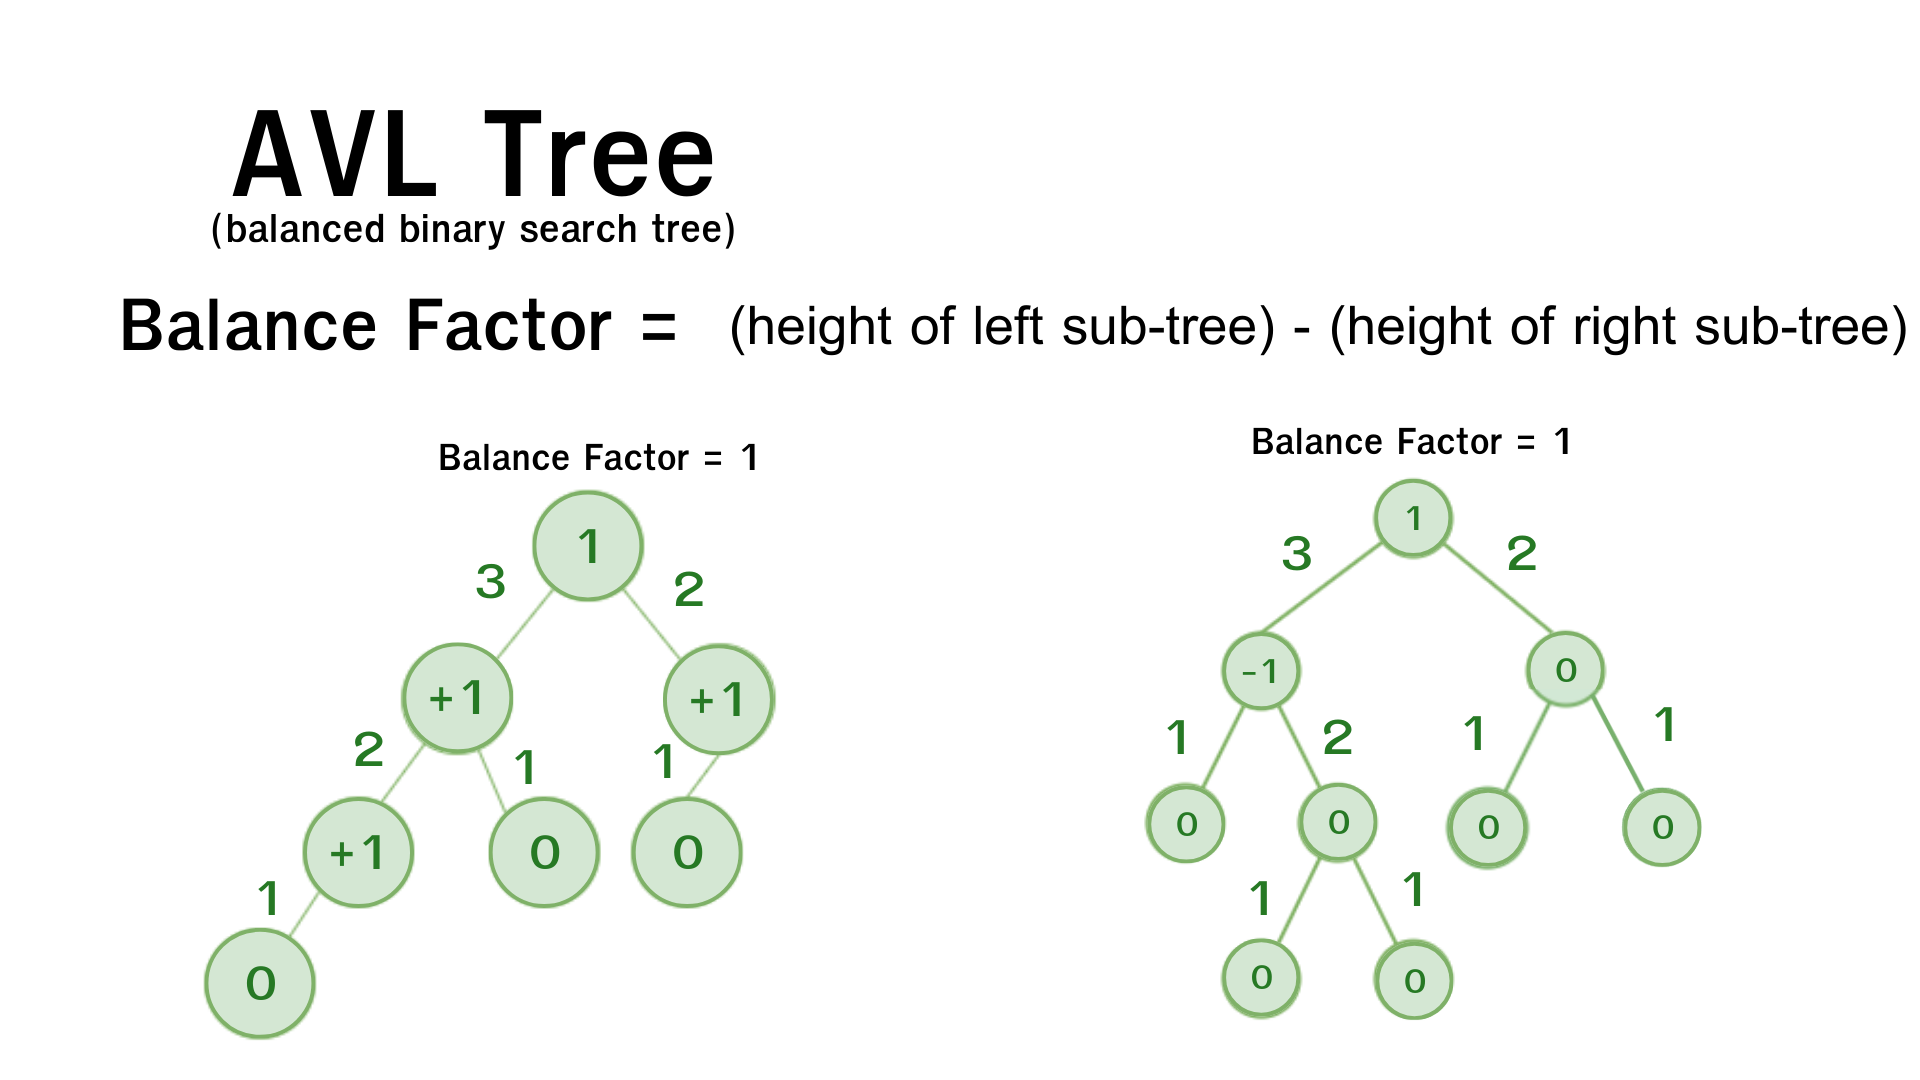 AVL Tree
(balanced binary search tree)
Balance Factor = (height of left sub-tree) - (height of right sub-tree)
Balance Factor = 1
1
3 2
+1 +1
2 1 1
+1 0 0
1
0
Balance Factor = 1
1
3 2
-1 0
1 2 1 1
0 0 0 0
1 1
0 0